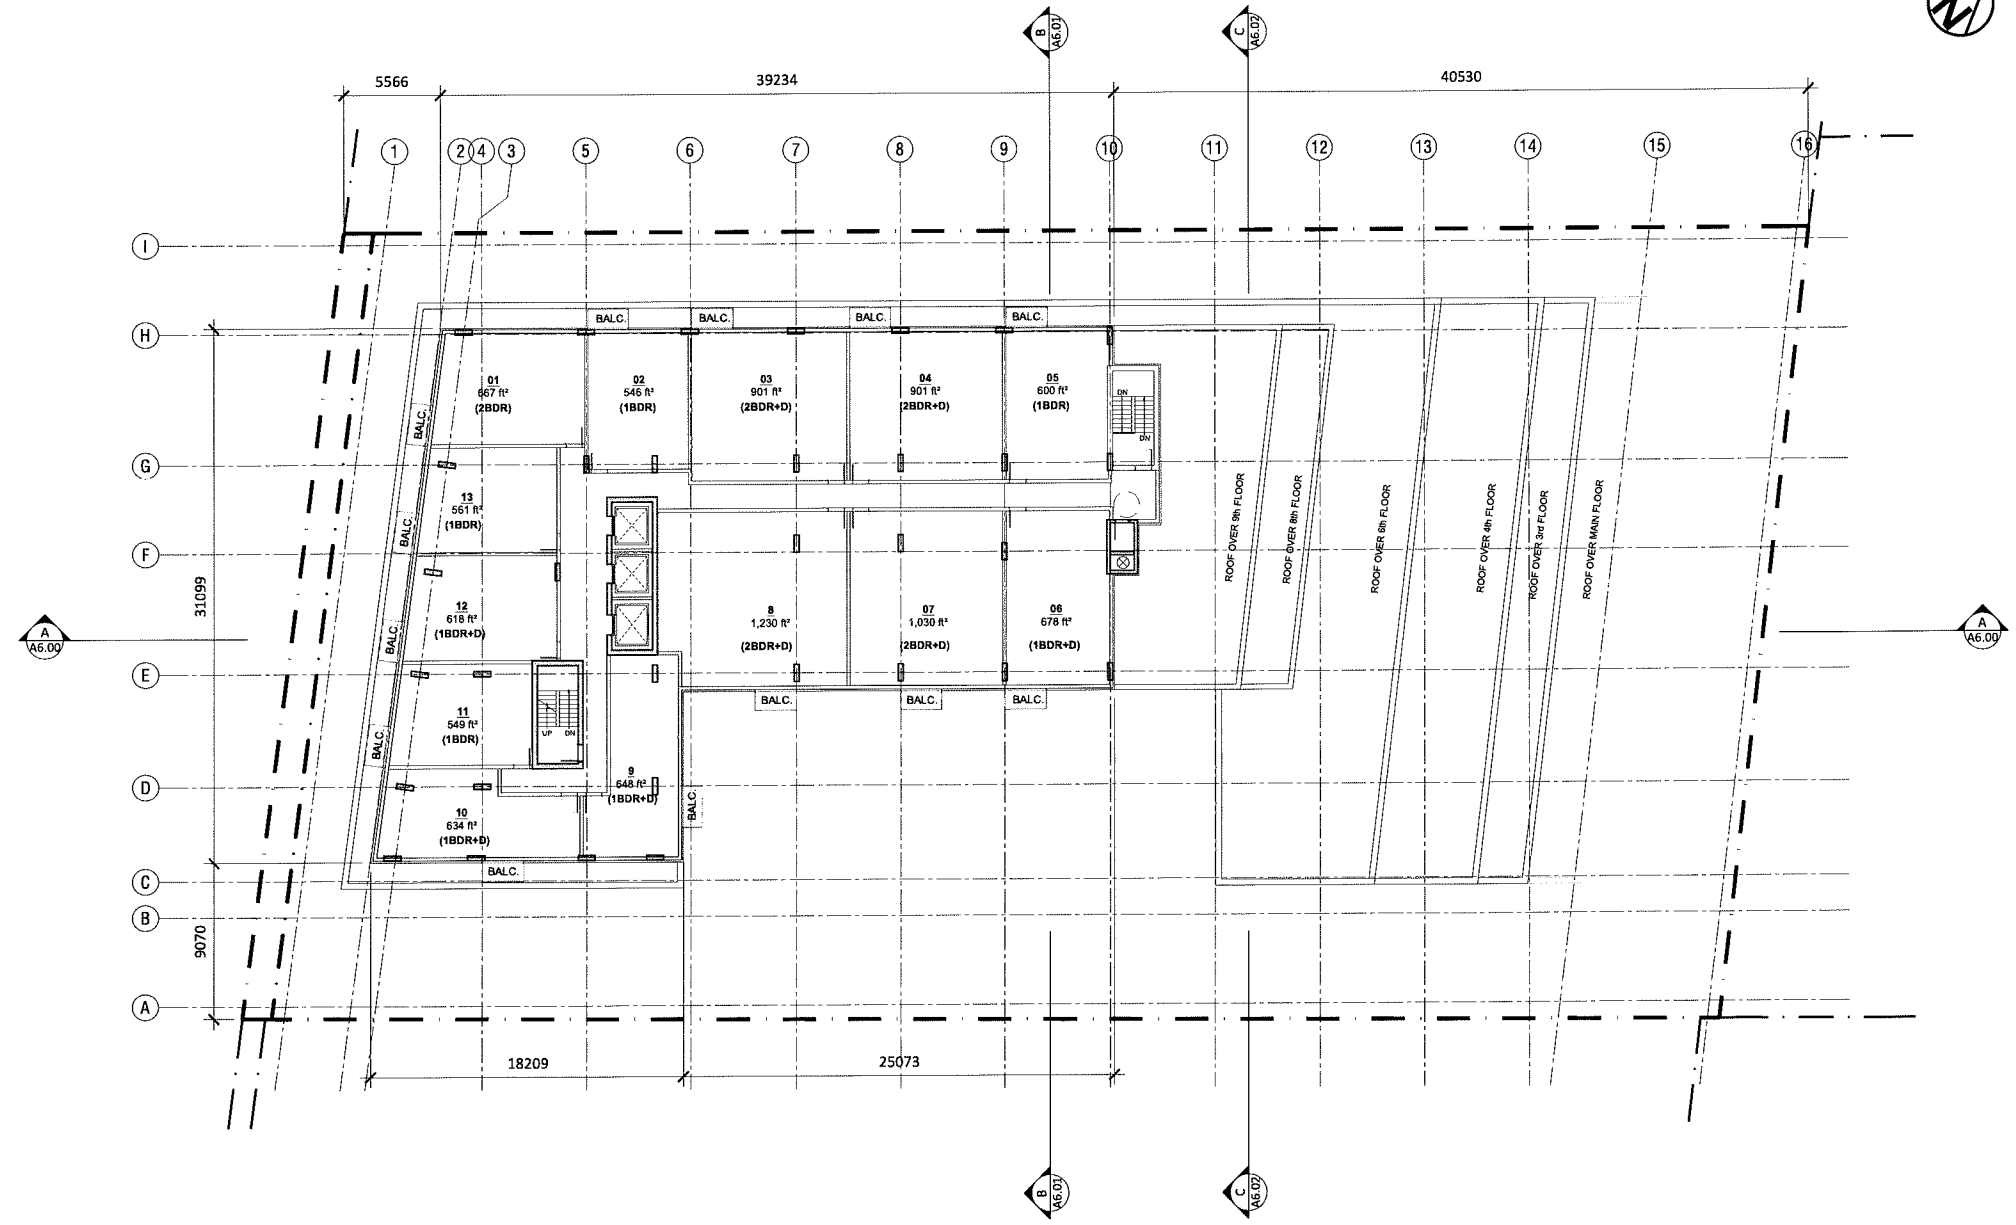 B
A6.01
C
A6.02
N
5566
39234
40530
1
2
4
3
5
6
7
8
9
10
11
12
13
14
15
16
I
H
G
F
E
D
C
B
A
BALC.
BALC.
BALC.
BALC.
01
667 ft²
(2BDR)
02
546 ft²
(1BDR)
03
901 ft²
(2BDR+D)
04
901 ft²
(2BDR+D)
05
600 ft²
(1BDR)
DN
DN
BALC.
13
561 ft²
(1BDR)
BALC.
12
618 ft²
(1BDR+D)
BALC.
8
1,230 ft²
(2BDR+D)
07
1,030 ft²
(2BDR+D)
06
678 ft²
(1BDR+D)
ROOF OVER 9th FLOOR
ROOF OVER 8th FLOOR
ROOF OVER 6th FLOOR
ROOF OVER 4th FLOOR
ROOF OVER 3rd FLOOR
ROOF OVER MAIN FLOOR
31099
A
A6.00
A
A6.00
BALC.
BALC.
BALC.
11
549 ft²
(1BDR)
UP
DN
BALC.
9
648 ft²
(1BDR+D)
BALC.
10
634 ft²
(1BDR+D)
BALC.
9070
18209
25073
B
A6.01
C
A6.02